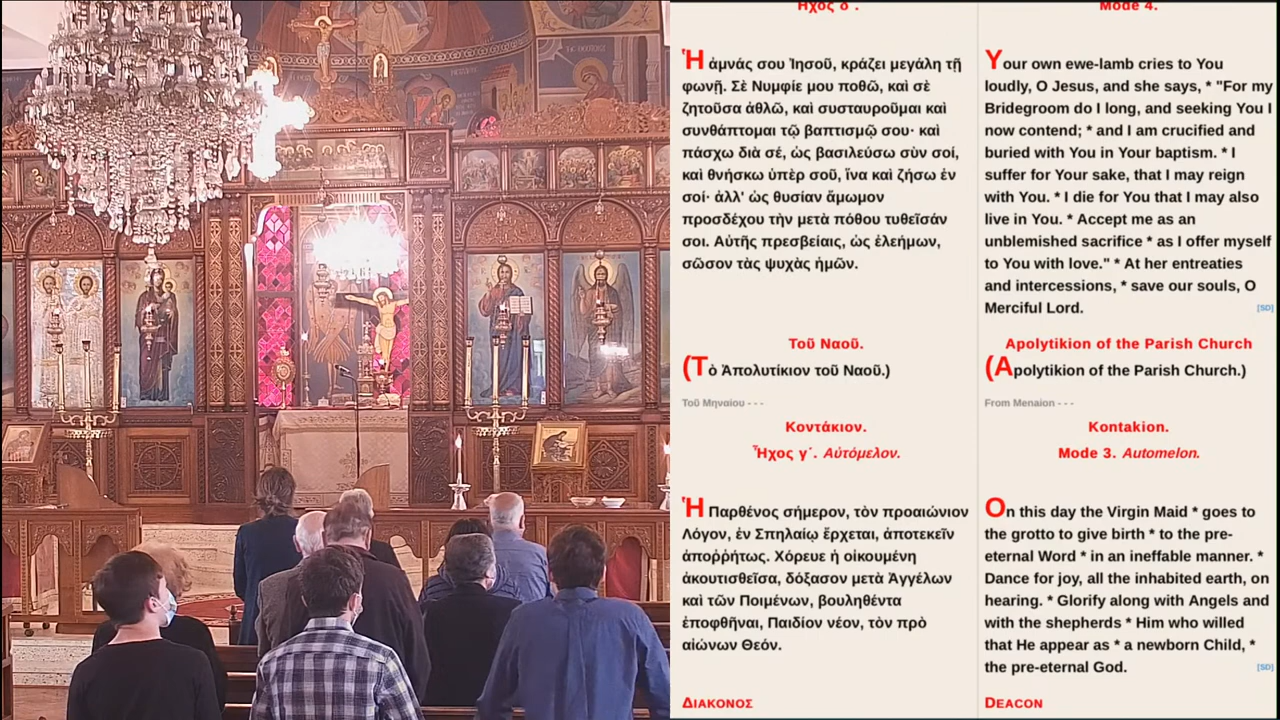 Ἦχος δ΄.
Ἡ ἀμνάς σου Ἰησοῦ, κράζει μεγάλῃ τῇ
φωνῇ. Σὲ Νυμφίε μου ποθῶ, καὶ σὲ
ζητοῦσα ἀθλῶ, καὶ συσταυροῦμαι καὶ
συνθάπτομαι τῷ βαπτισμῷ σου· καὶ
πάσχω διὰ σέ, ὡς βασιλεύσω σὺν σοί,
καὶ θνήσκω ὑπὲρ σοῦ, ἵνα καὶ ζήσω ἐν
σοί· ἀλλ' ὡς θυσίαν ἄμωμον
προσδέχου τὴν μετὰ πόθου τυθεῖσάν
σοι. Αὐτῆς πρεσβείαις, ὡς ἐλεήμων,
σῶσον τὰς ψυχὰς ἡμῶν.
Τοῦ Ναοῦ.
(Τὸ Ἀπολυτίκιον τοῦ Ναοῦ.)
Τοῦ Μηναίου - - -
Κοντάκιον.
Ἦχος γ΄. Αὐτόμελον.
Ἡ Παρθένος σήμερον, τὸν προαιώνιον
Λόγον, ἐν Σπηλαίῳ ἔρχεται, ἀποτεκεῖν
ἀποῤῥήτως. Χόρευε ἡ οἰκουμένη
ἀκουτισθεῖσα, δόξασον μετὰ Ἀγγέλων
καὶ τῶν Ποιμένων, βουληθέντα
ἐποφθῆναι, Παιδίον νέον, τὸν πρὸ
αἰώνων Θεόν.
ΔΙΑΚΟΝΟΣ
Mode 4.
Your own ewe-lamb cries to You
loudly, O Jesus, and she says, * "For my
Bridegroom do I long, and seeking You I
now contend; * and I am crucified and
buried with You in Your baptism. * I
suffer for Your sake, that I may reign
with You. * I die for You that I may also
live in You. * Accept me as an
unblemished sacrifice * as I offer myself
to You with love." * At her entreaties
and intercessions, * save our souls, O
Merciful Lord. [SD]
Apolytikion of the Parish Church
(Apolytikion of the Parish Church.)
From Menaion - - -
Kontakion.
Mode 3. Automelon.
On this day the Virgin Maid * goes to
the grotto to give birth * to the pre-
eternal Word * in an ineffable manner. *
Dance for joy, all the inhabited earth, on
hearing. * Glorify along with Angels and
with the shepherds * Him who willed
that He appear as * a newborn Child, *
the pre-eternal God. [SD]
DEACON